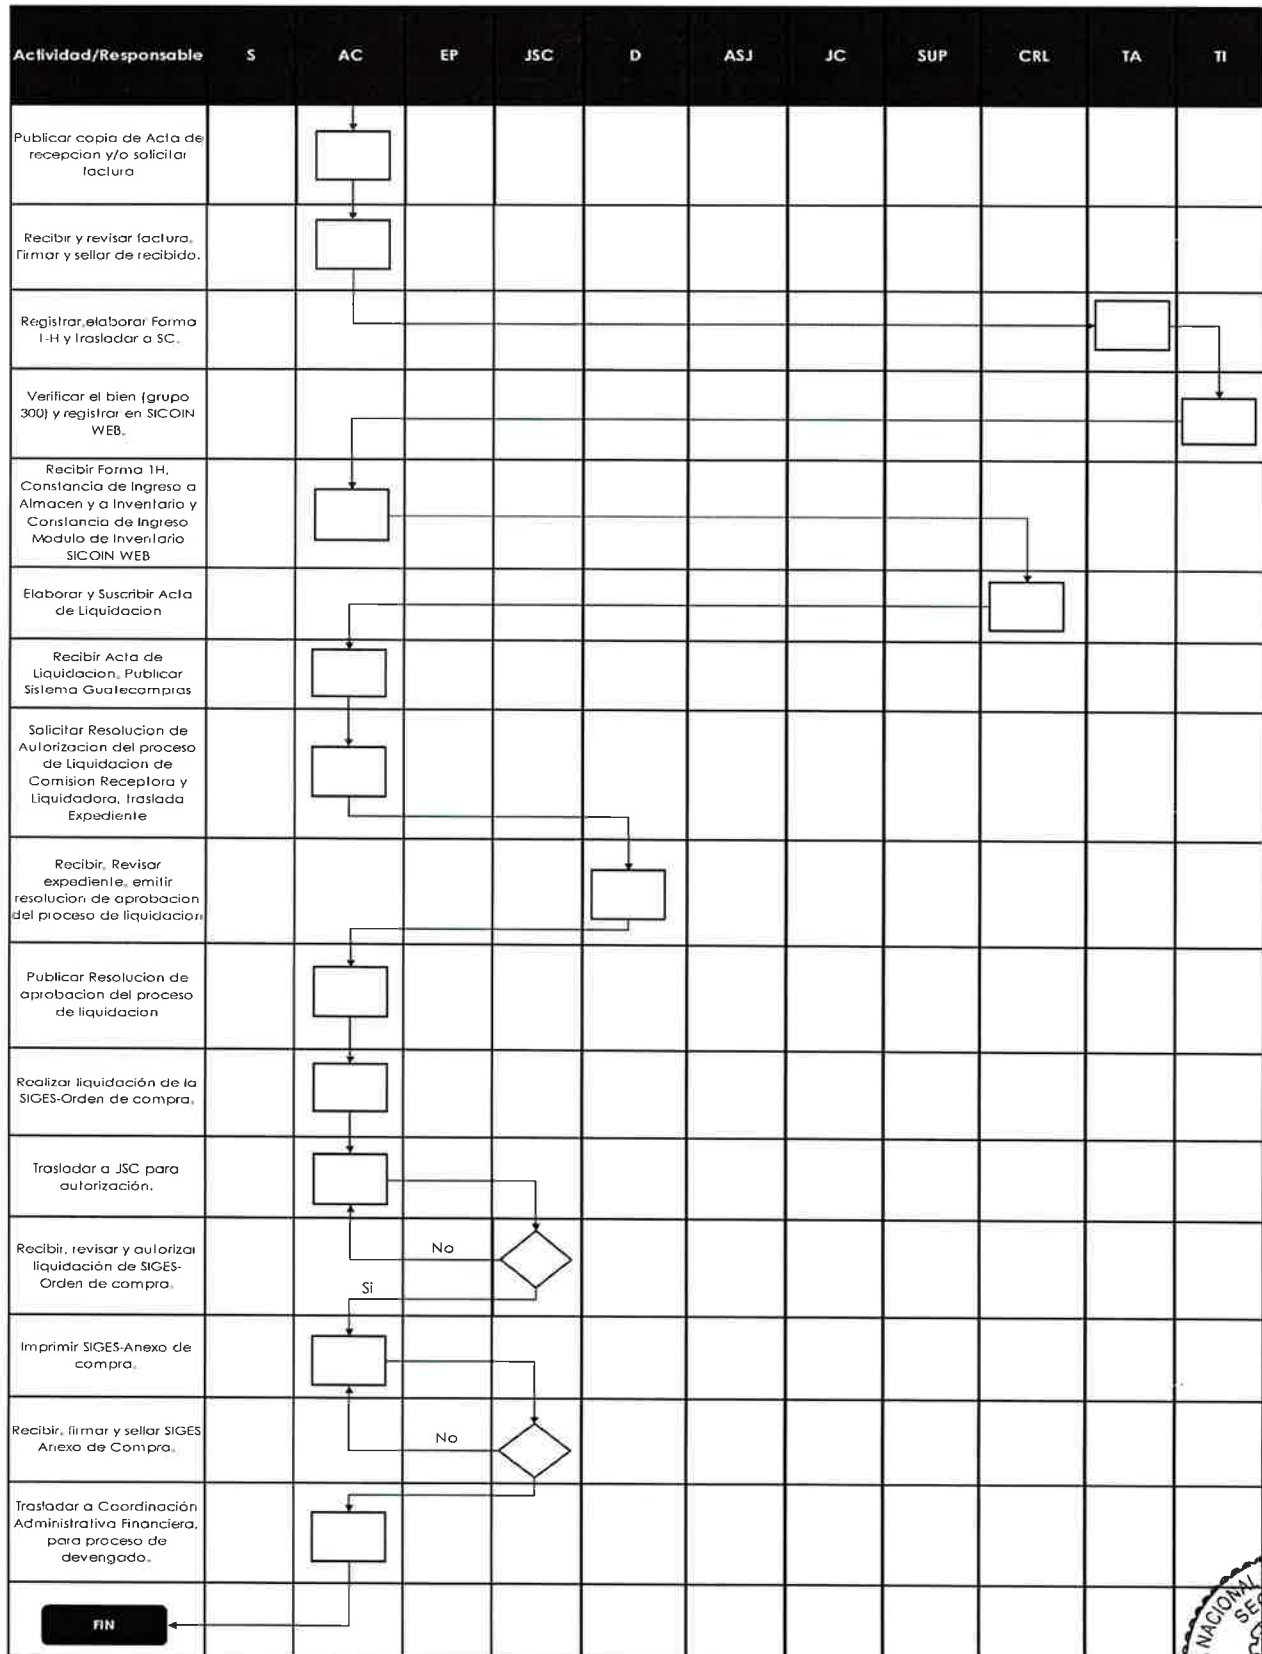 Actividad/Responsable S AC EP JSC D ASJ JC SUP CRL TA TI
Publicar copia de Acta de
recepcion y/o solicitar
factura
Recibir y revisar factura.
Firmar y sellar de recibido.
Registrar, elaborar Forma
1-H y trasladar a SC.
Verificar el bien (grupo
300) y registrar en SICOIN
WEB.
Recibir Forma 1H,
Constancia de Ingreso a
Almacen y a Inventario y
Constancia de Ingreso
Modulo de Inventario
SICOIN WEB
Elaborar y Suscribir Acta
de Liquidacion
Recibir Acta de
Liquidacion. Publicar
Sistema Guatecompras
Solicitar Resolucion de
Autorizacion del proceso
de Liquidacion de
Comision Receptora y
Liquidadora, traslada
Expediente
Recibir, Revisar
expediente, emitir
resolucion de aprobacion
del proceso de liquidacion
Publicar Resolucion de
aprobacion del proceso
de liquidacion
Realizar liquidación de la
SIGES-Orden de compra.
Trasladar a JSC para
autorización.
Recibir, revisar y autorizar
liquidación de SIGES-
Orden de compra.
No
Si
Imprimir SIGES-Anexo de
compra.
Recibir, firmar y sellar SIGES
Anexo de Compra.
No
Trasladar a Coordinación
Administrativa Financiera,
para proceso de
devengado.
FIN
NACIONAL